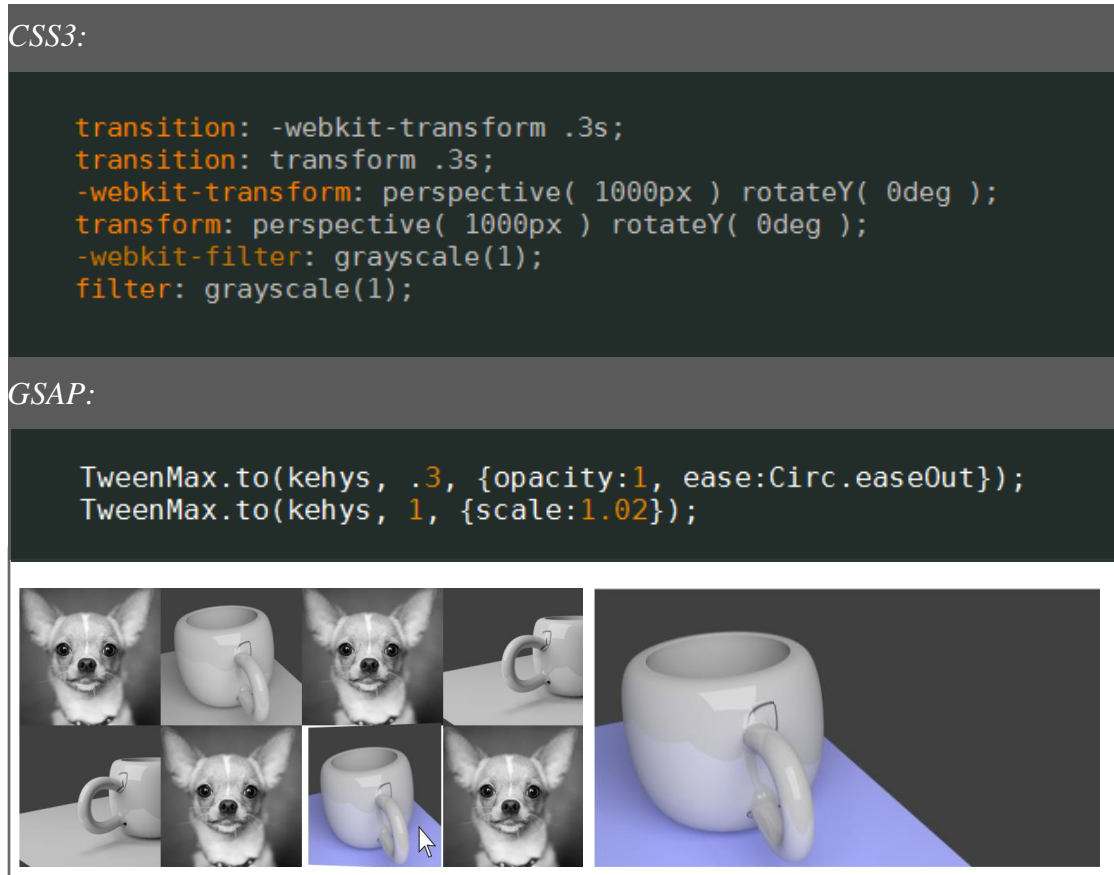 CSS3:
transition: -webkit-transform .3s;
transition: transform .3s;
-webkit-transform: perspective( 1000px ) rotateY( 0deg );
transform: perspective( 1000px ) rotateY( 0deg );
-webkit-filter: grayscale(1);
filter: grayscale(1);
GSAP:
TweenMax.to(kehys, .3, {opacity:1, ease:Circ.easeOut});
TweenMax.to(kehys, 1, {scale:1.02});